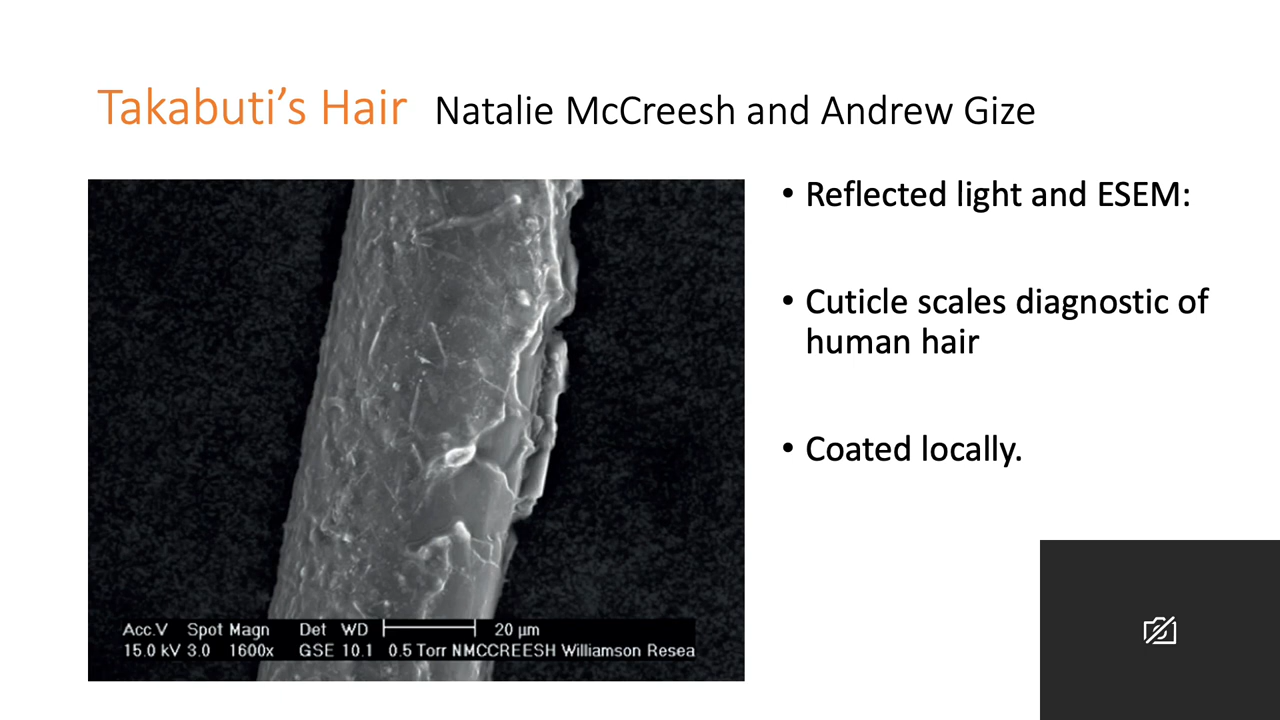 Takabuti's Hair Natalie McCreesh and Andrew Gize
• Reflected light and ESEM:
• Cuticle scales diagnostic of
human hair
• Coated locally.
Acc.V Spot Magn Det WD 20 µm
15.0 kV 3.0 1600x GSE 10.1 0.5 Torr NMCCREESH Williamson Resea